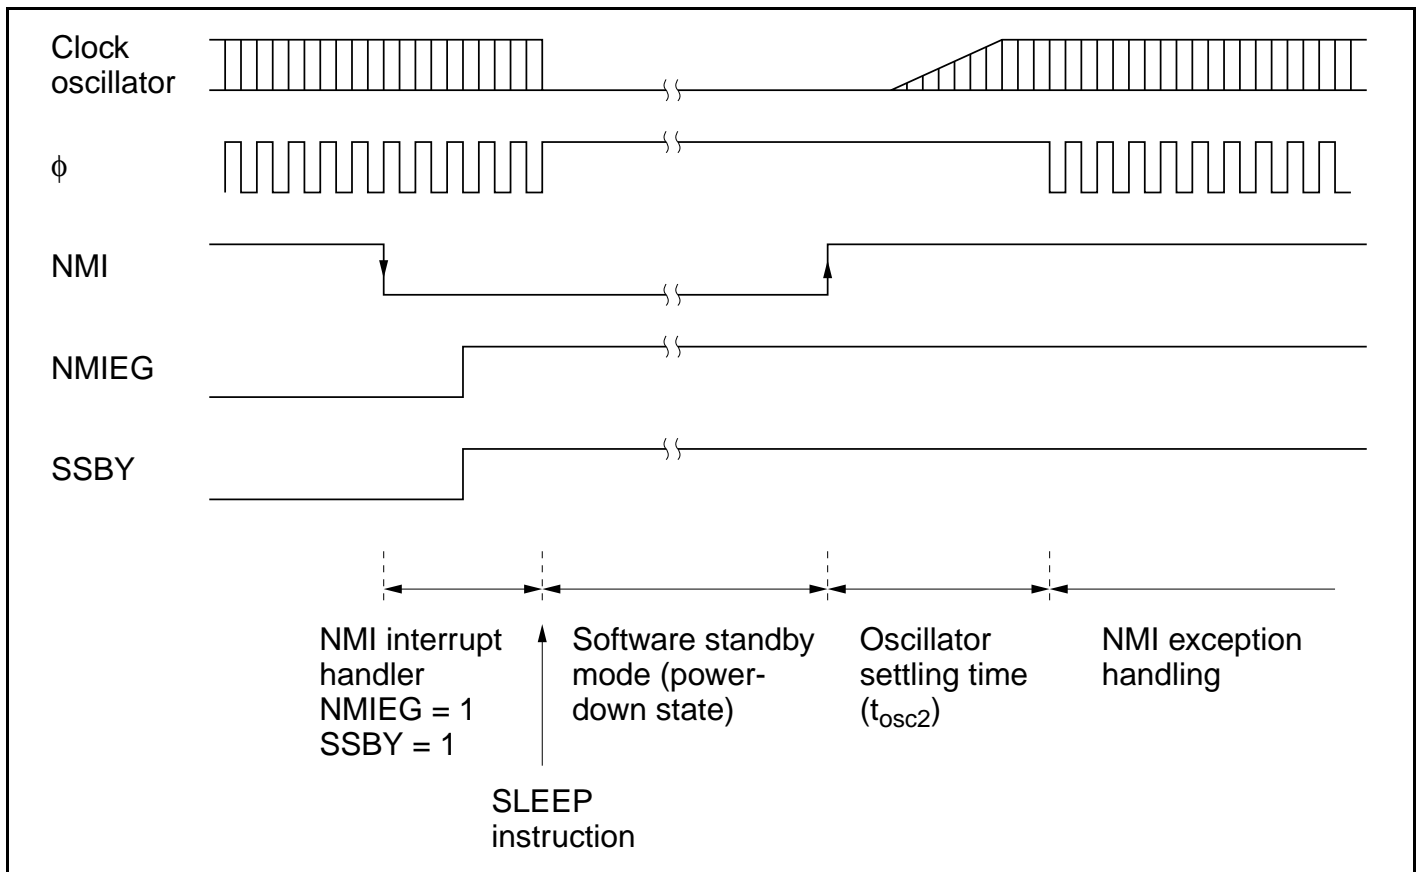 Clock
oscillator
ϕ
NMI
NMIEG
SSBY
NMI interrupt
handler
NMIEG = 1
SSBY = 1
Software standby
mode (power-
down state)
Oscillator
settling time
(tosc2)
NMI exception
handling
SLEEP
instruction